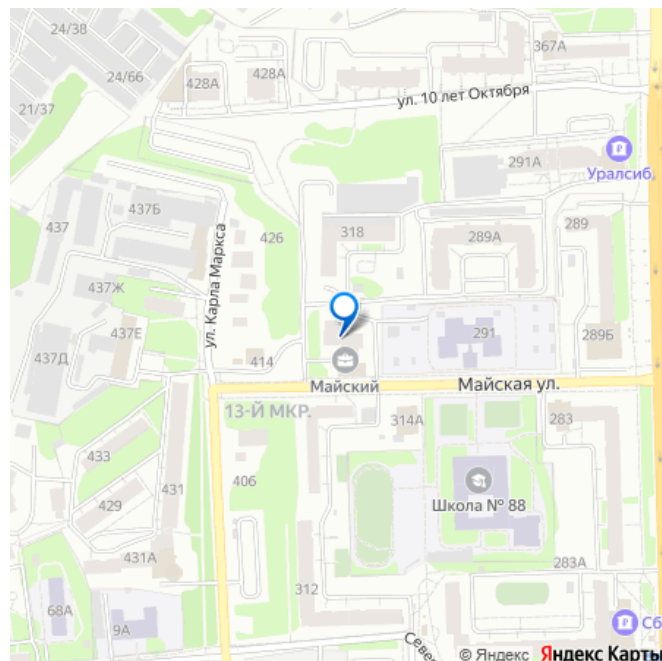 24/38
24/66
21/37
428А
428А
367А
ул. 10 лет Октября
291А
Уралсиб
437Б
437
426
318
289А
289
ул. Карла Маркса
437Ж
437Е
437Д
414
291
289Б
Майский
Майская ул.
13-Й МКР.
314А
283
433
406
429
431
Школа № 88
431А
312
283А
68А
9А
Сб
Севе
© Яндекс Яндекс Карты